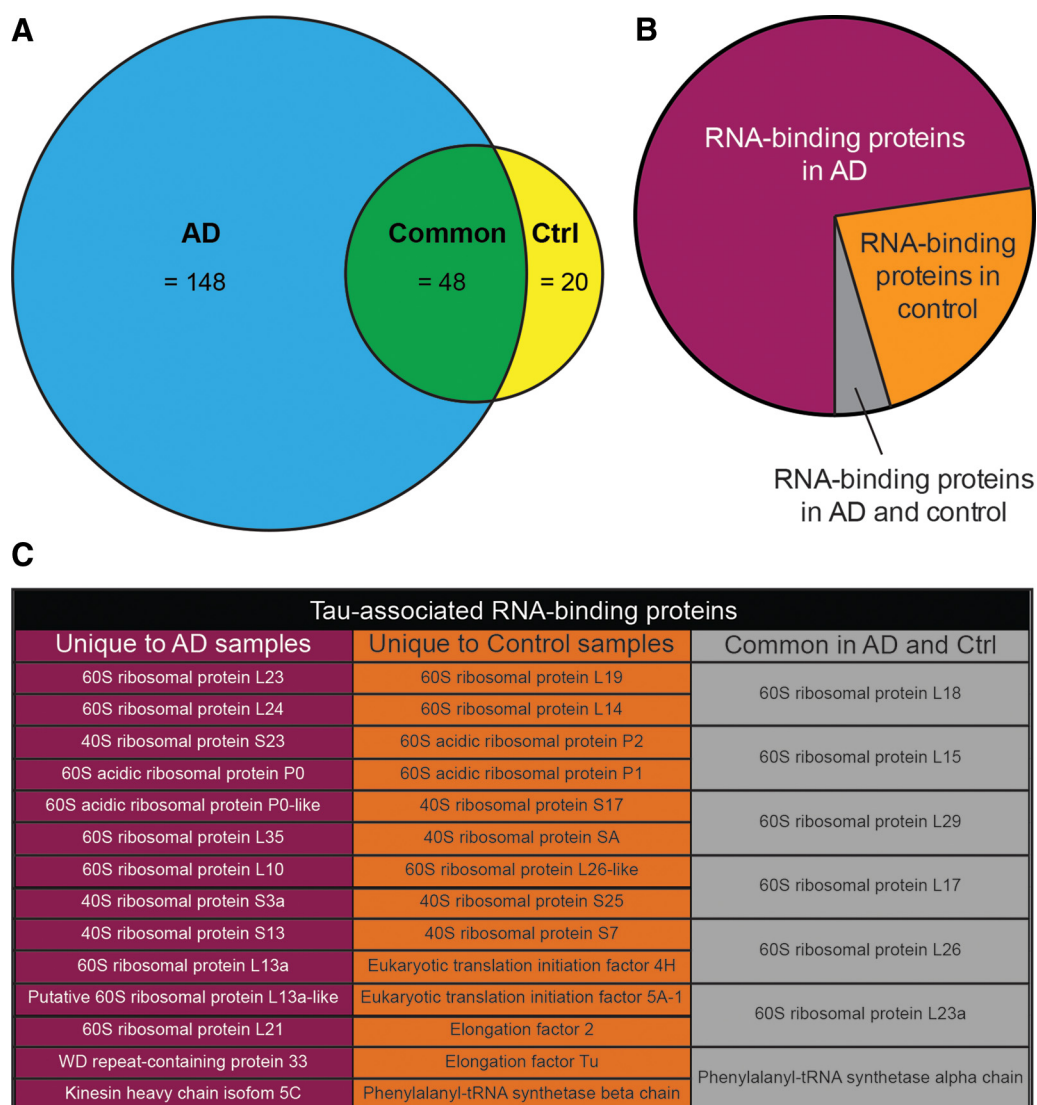 A
B
AD
= 148
Common
= 48
Ctrl
= 20
RNA-binding proteins
in AD
RNA-binding
proteins in
control
RNA-binding proteins
in AD and control
C
Tau-associated RNA-binding proteins
Unique to AD samples Unique to Control samples Common in AD and Ctrl
60S ribosomal protein L23
60S ribosomal protein L24
40S ribosomal protein S23
60S acidic ribosomal protein P0
60S acidic ribosomal protein P0-like
60S ribosomal protein L35
60S ribosomal protein L10
40S ribosomal protein S3a
40S ribosomal protein S13
60S ribosomal protein L13a
Putative 60S ribosomal protein L13a-like
60S ribosomal protein L21
WD repeat-containing protein 33
Kinesin heavy chain isofom 5C
60S ribosomal protein L19
60S ribosomal protein L14
60S acidic ribosomal protein P2
60S acidic ribosomal protein P1
40S ribosomal protein S17
40S ribosomal protein SA
60S ribosomal protein L26-like
40S ribosomal protein S25
40S ribosomal protein S7
Eukaryotic translation initiation factor 4H
Eukaryotic translation initiation factor 5A-1
Elongation factor 2
Elongation factor Tu
Phenylalanyl-tRNA synthetase beta chain
60S ribosomal protein L18
60S ribosomal protein L15
60S ribosomal protein L29
60S ribosomal protein L17
60S ribosomal protein L26
60S ribosomal protein L23a
Phenylalanyl-tRNA synthetase alpha chain